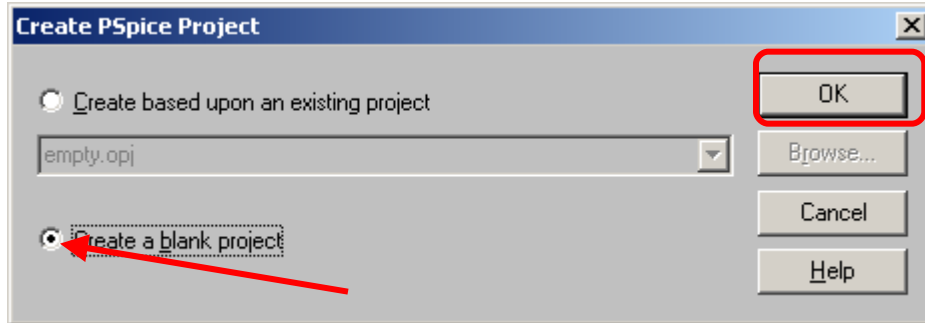 Create PSpice Project
Create based upon an existing project
OK
empty.opj
Browse...
Create a blank project
Cancel
Help